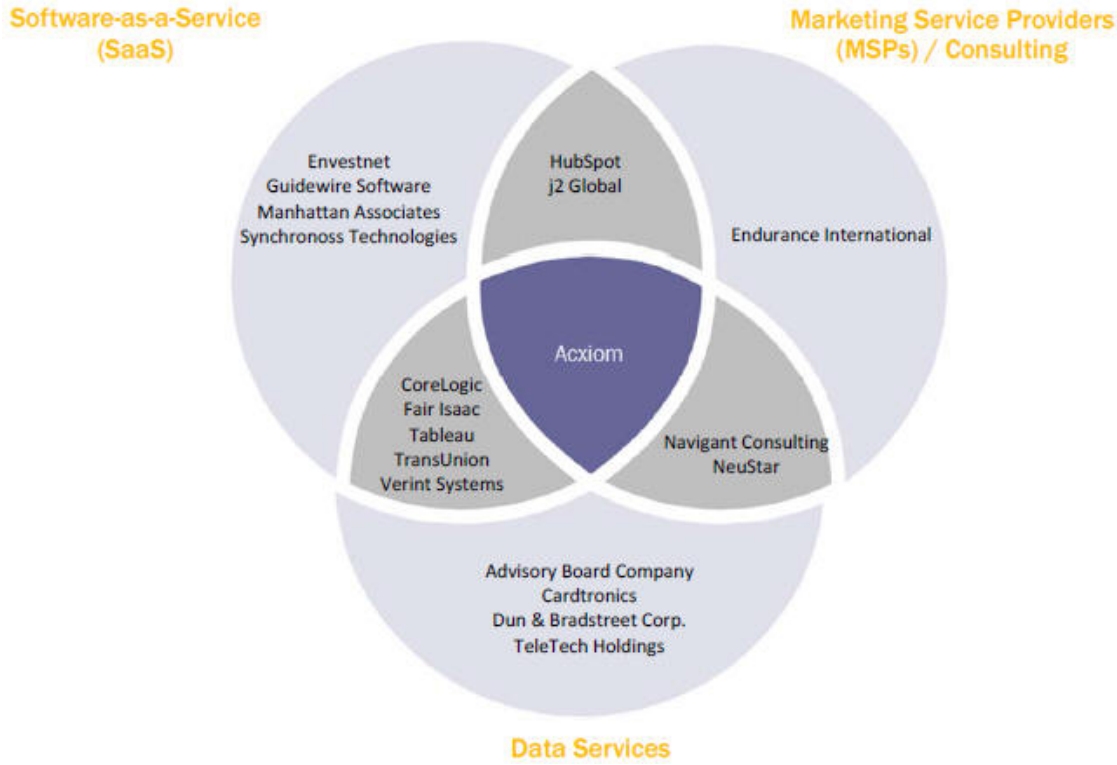 Software-as-a-Service
(SaaS)
Marketing Service Providers
(MSPs) / Consulting
Envestnet
Guidewire Software
Manhattan Associates
Synchronoss Technologies
HubSpot
j2 Global
Endurance International
Acxiom
CoreLogic
Fair Isaac
Tableau
TransUnion
Verint Systems
Navigant Consulting
NeuStar
Advisory Board Company
Cardtronics
Dun & Bradstreet Corp.
TeleTech Holdings
Data Services